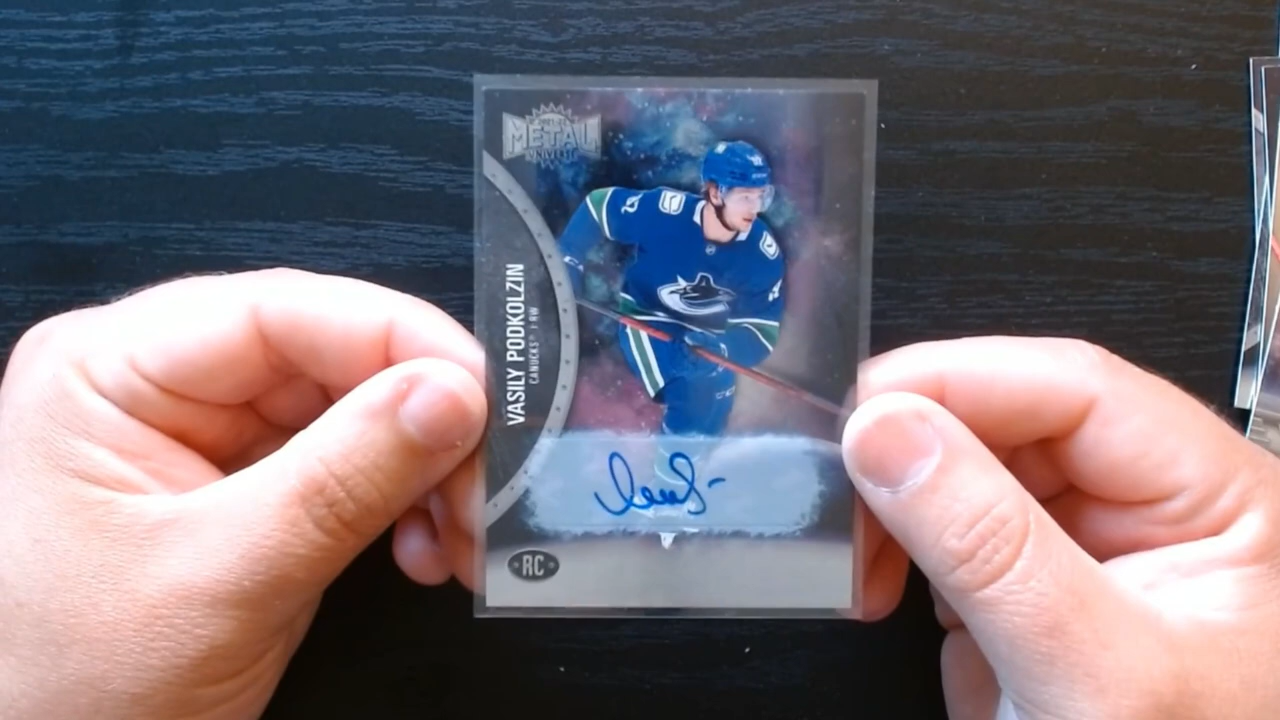 METAL
UNIVERSE
VASILY PODKOLZIN
CANUCKS | RW
RC